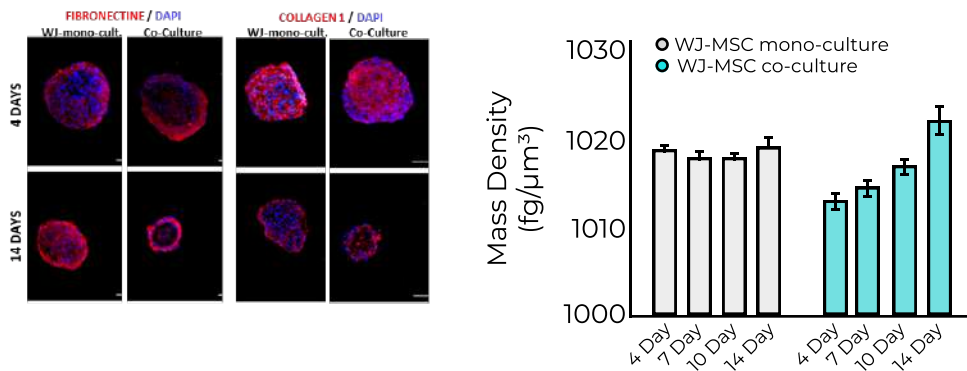 FIBRONECTINE / DAPI
COLLAGEN 1 / DAPI
WJ-mono-cult. Co-Culture
WJ-mono-cult. Co-Culture
4 DAYS
14 DAYS
WJ-MSC mono-culture
WJ-MSC co-culture
Mass Density
(fg/µm³)
1030
1020
1010
1000
4 Day 7 Day 10 Day 14 Day
4 Day 7 Day 10 Day 14 Day